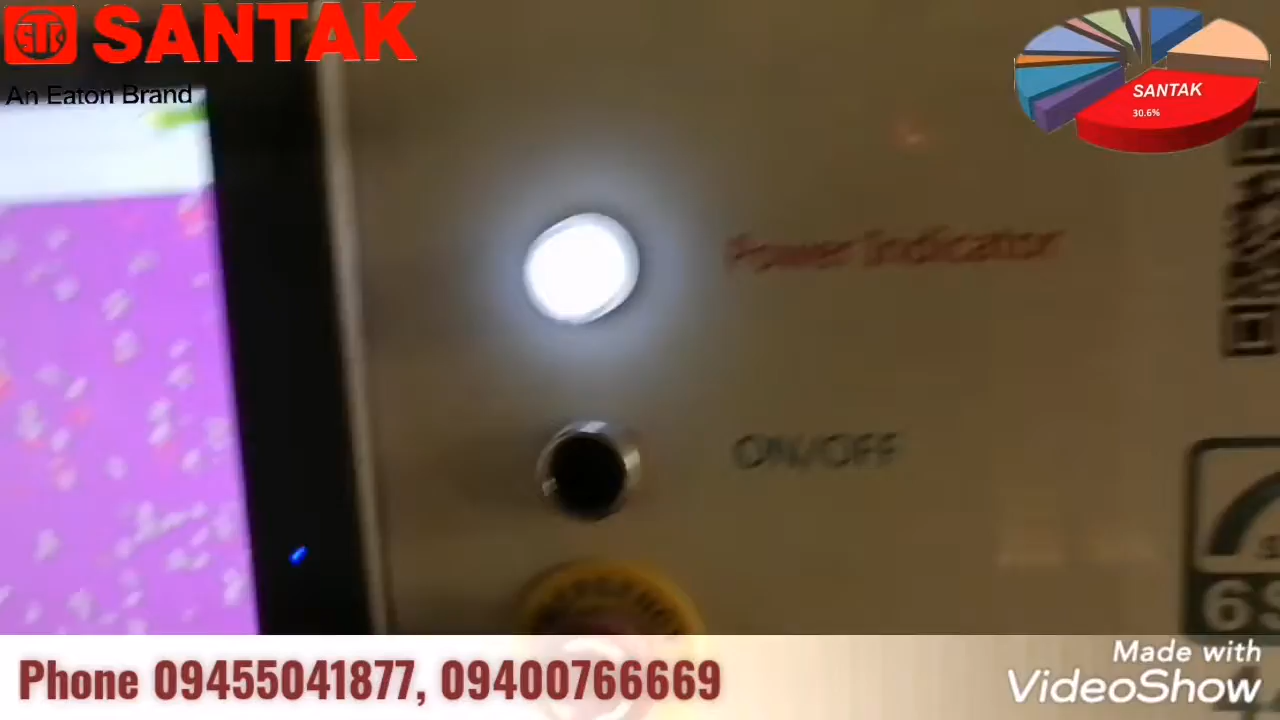 SANTAK
An Eaton Brand
SANTAK
30.6%
Power Indicator
ON/OFF
Phone 09455041877, 09400766669
Made with
VideoShow